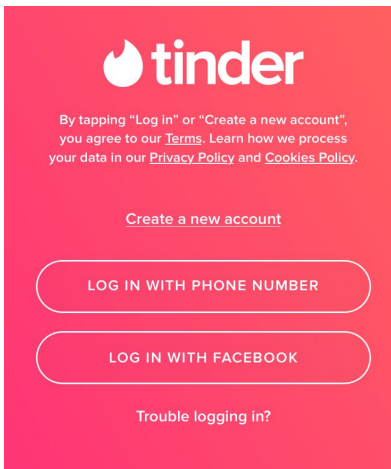 tinder
By tapping “Log in” or “Create a new account”,
you agree to our Terms. Learn how we process
your data in our Privacy Policy and Cookies Policy.
Create a new account
LOG IN WITH PHONE NUMBER
LOG IN WITH FACEBOOK
Trouble logging in?